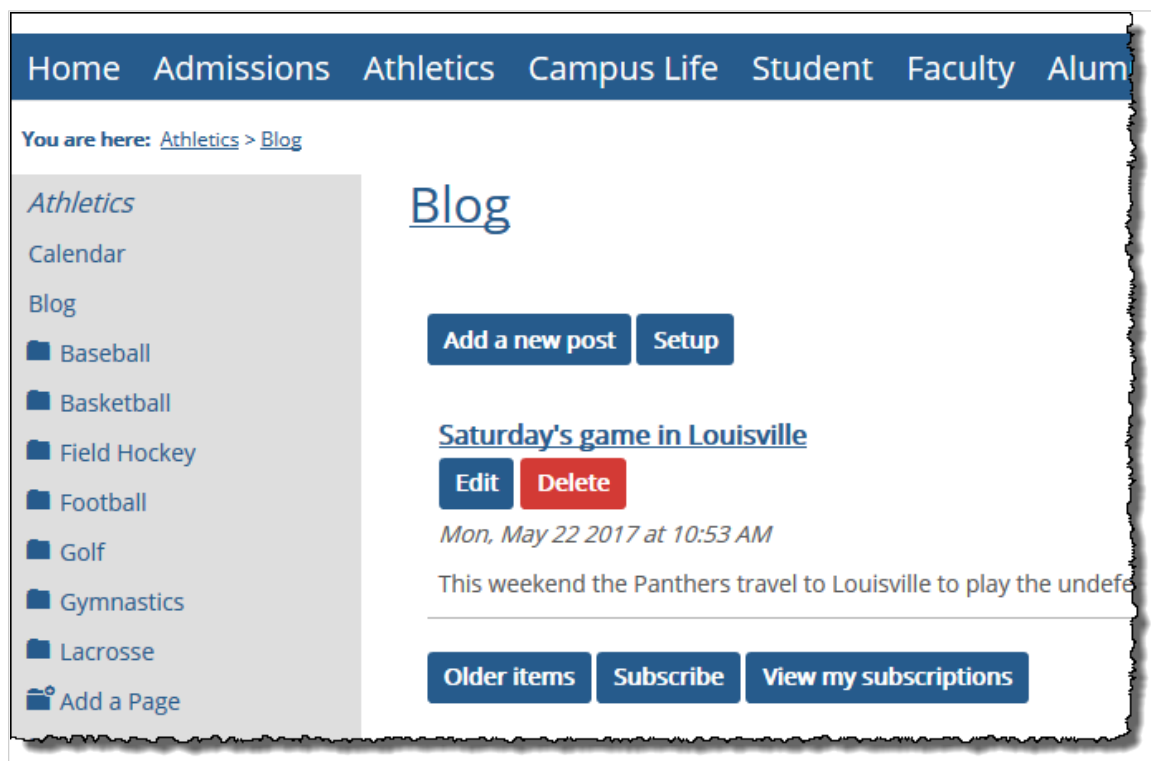 Home Admissions Athletics Campus Life Student Faculty Alum
You are here: Athletics > Blog
Athletics
Calendar
Blog
Baseball
Basketball
Field Hockey
Football
Golf
Gymnastics
Lacrosse
Add a Page
Blog
Add a new post Setup
Saturday's game in Louisville
Edit Delete
Mon, May 22 2017 at 10:53 AM
This weekend the Panthers travel to Louisville to play the undefe
Older items Subscribe View my subscriptions